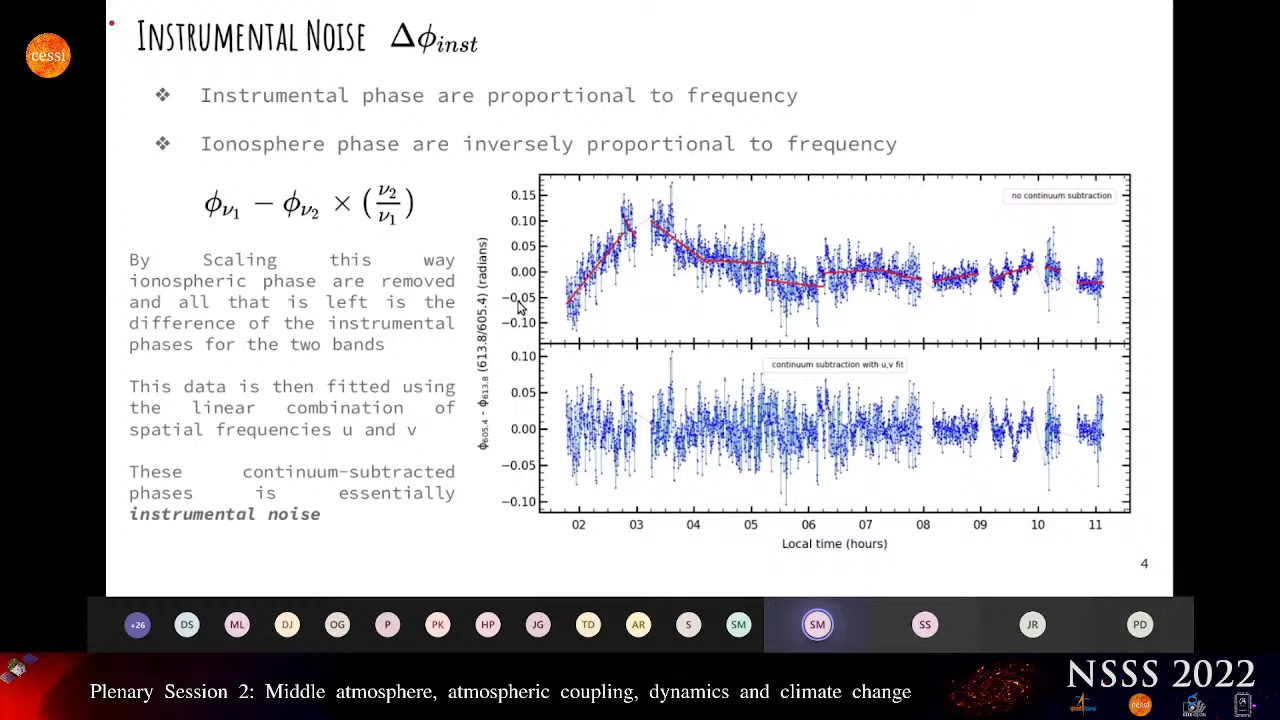 cessi
INSTRUMENTAL NOISE Δϕinst
❖ Instrumental phase are proportional to frequency
❖ Ionosphere phase are inversely proportional to frequency
ϕν1 − ϕν2 × (ν2/ν1)
By Scaling this way
ionospheric phase are removed
and all that is left is the
difference of the instrumental
phases for the two bands
This data is then fitted using
the linear combination of
spatial frequencies u and v
These continuum-subtracted
phases is essentially
instrumental noise
ϕ605.4 - ϕ613.8 (613.8/605.4) (radians)
no continuum subtraction
0.15
0.10
0.05
0.00
−0.05
−0.10
continuum subtraction with u,v fit
0.10
0.05
0.00
−0.05
−0.10
02 03 04 05 06 07 08 09 10 11
Local time (hours)
4
+26 DS ML DJ OG P PK HP JG TD AR S SM SM SS JR PD
NSSS 2022
Plenary Session 2: Middle atmosphere, atmospheric coupling, dynamics and climate change
cessi